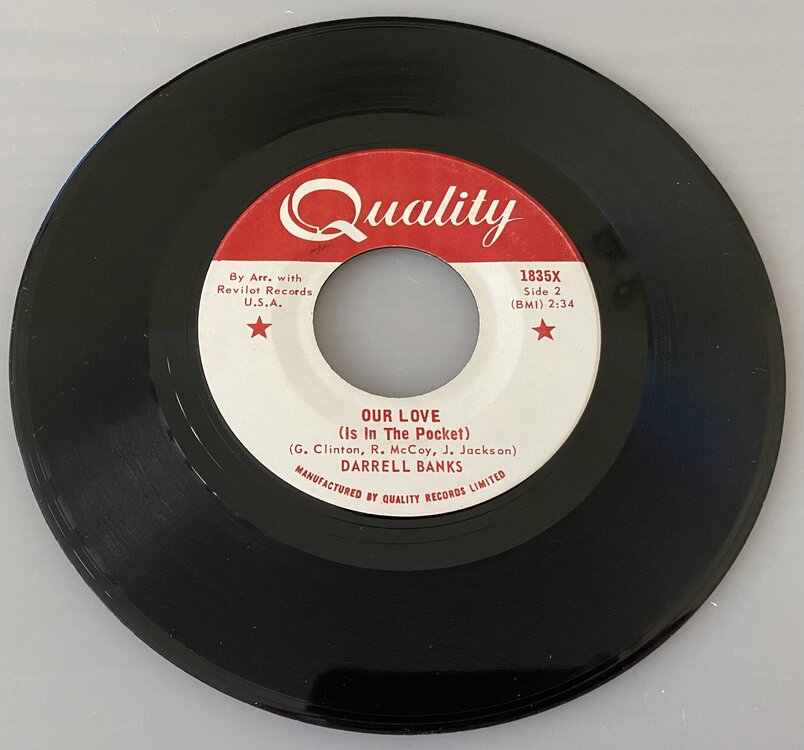 Quality
By Arr. with
Revilot Records
U.S.A.
1835X
Side 2
(BMI) 2:34
OUR LOVE
(Is In The Pocket)
(G. Clinton, R. McCoy, J. Jackson)
DARRELL BANKS
MANUFACTURED BY QUALITY RECORDS LIMITED